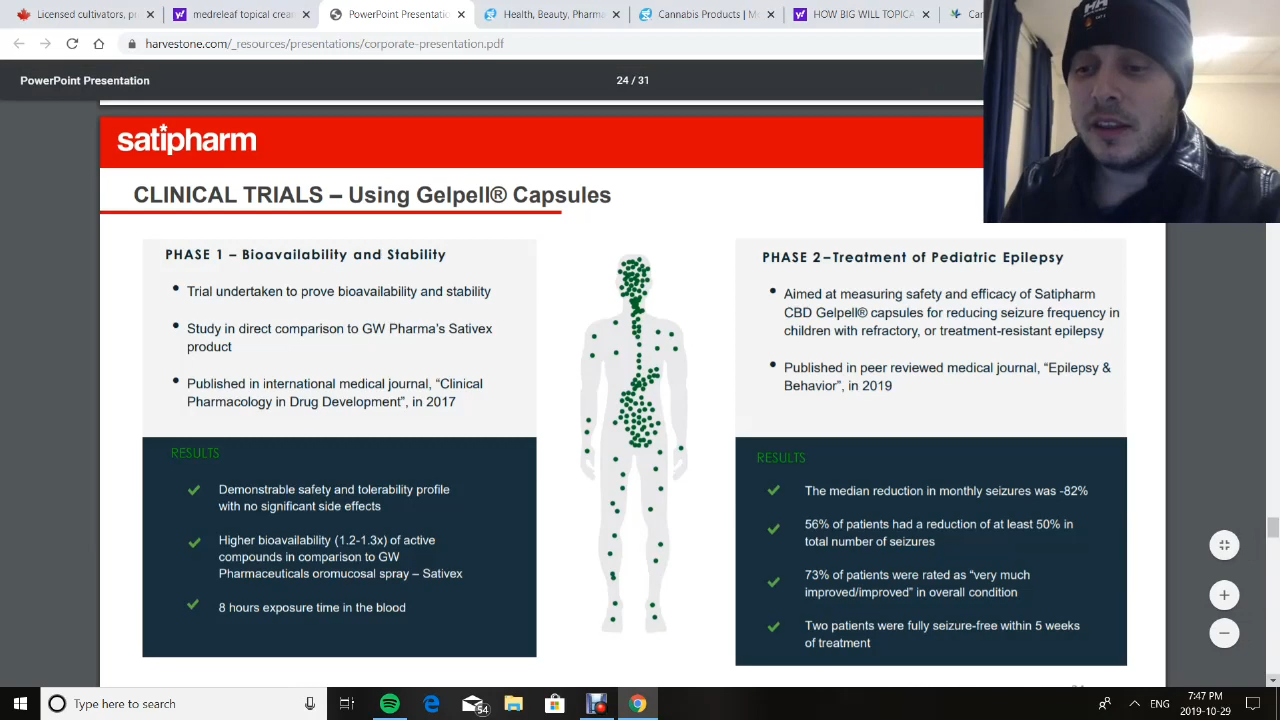 Licensed cultivators, pr
medreleaf topical crean
PowerPoint Presentatio
Health, Beauty, Pharma
Cannabis Products | Mo
HOW BIG WILL TOPICA
Can
harvestone.com/_resources/presentations/corporate-presentation.pdf
PowerPoint Presentation
24 / 31
HH
satipharm
CLINICAL TRIALS – Using Gelpell® Capsules
PHASE 1 – Bioavailability and Stability
Trial undertaken to prove bioavailability and stability
Study in direct comparison to GW Pharma's Sativex
product
Published in international medical journal, "Clinical
Pharmacology in Drug Development", in 2017
RESULTS
Demonstrable safety and tolerability profile
with no significant side effects
Higher bioavailability (1.2-1.3x) of active
compounds in comparison to GW
Pharmaceuticals oromucosal spray – Sativex
8 hours exposure time in the blood
PHASE 2 – Treatment of Pediatric Epilepsy
Aimed at measuring safety and efficacy of Satipharm
CBD Gelpell® capsules for reducing seizure frequency in
children with refractory, or treatment-resistant epilepsy
Published in peer reviewed medical journal, "Epilepsy &
Behavior", in 2019
RESULTS
The median reduction in monthly seizures was -82%
56% of patients had a reduction of at least 50% in
total number of seizures
73% of patients were rated as "very much
improved/improved" in overall condition
Two patients were fully seizure-free within 5 weeks
of treatment
Type here to search
54
ENG
7:47 PM
2019-10-29